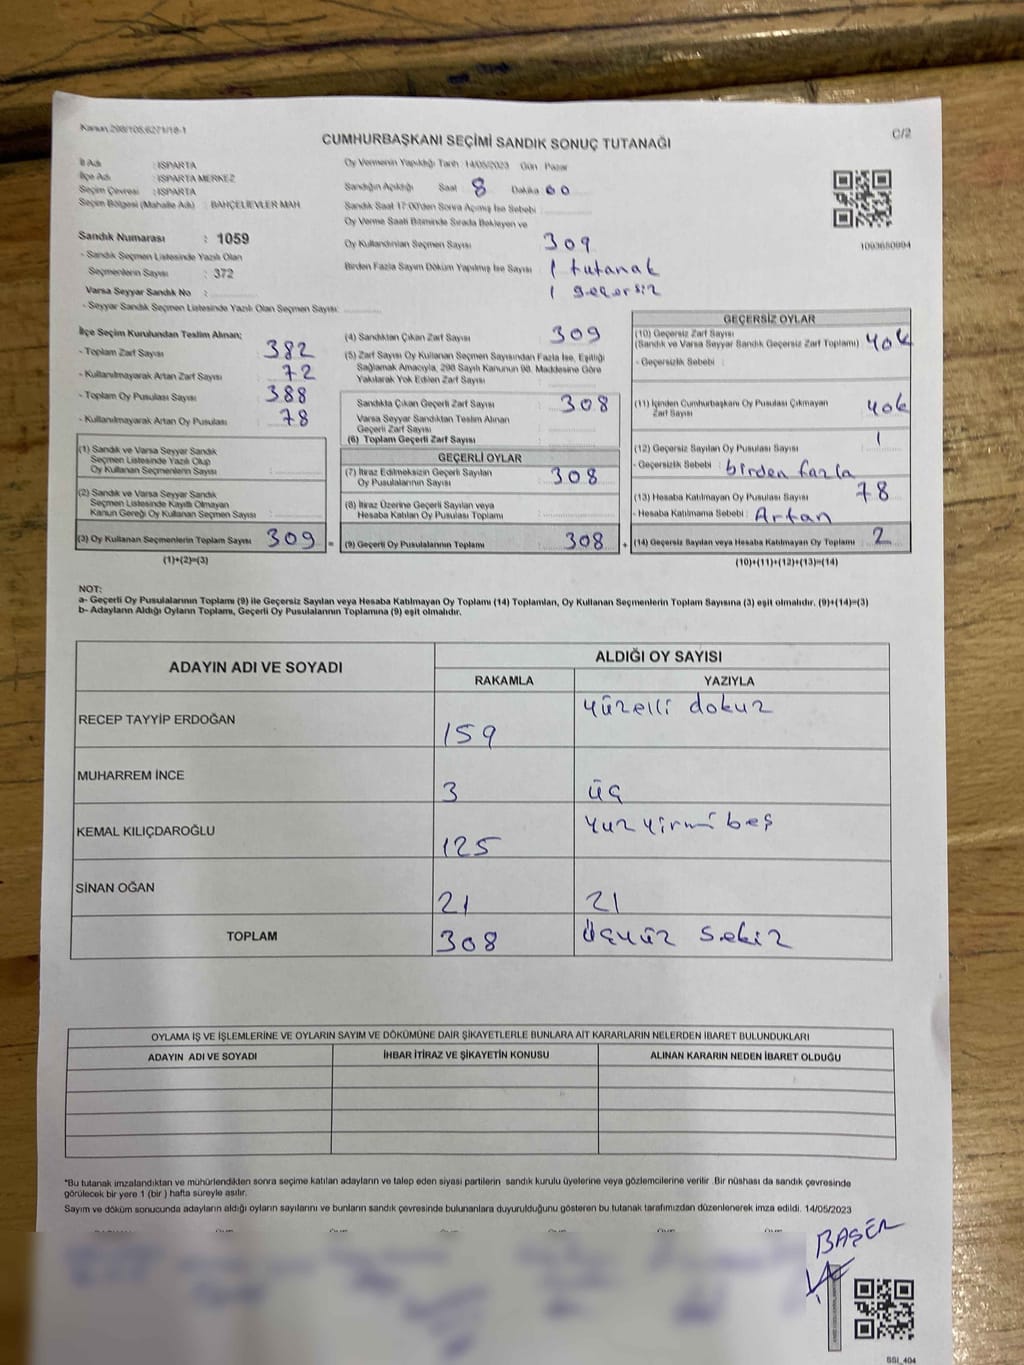 Kanun.298/105,6271/18-1
C/2
CUMHURBAŞKANI SEÇİMİ SANDIK SONUÇ TUTANAĞI
İl Adı : ISPARTA
İlçe Adı : ISPARTA MERKEZ
Seçim Çevresi : ISPARTA
Seçim Bölgesi (Mahalle Adı) : BAHÇELİEVLER MAH
Sandık Numarası : 1059
- Sandık Seçmen Listesinde Yazılı Olan
Seçmenlerin Sayısı : 372
Varsa Seyyar Sandık No :
- Seyyar Sandık Seçmen Listesinde Yazılı Olan Seçmen Sayısı:
Oy Vermenin Yapıldığı Tarih :14/05/2023 Gün Pazar
Sandığın Açıldığı Saat : 8 Dakika 00
Sandık Saat 17:00'den Sonra Açılmış İse Sebebi :
Oy Verme Saati Bitiminde Sırada Bekleyen ve
Oy Kullandırılan Seçmen Sayısı 309
Birden Fazla Sayım Döküm Yapılmış İse Sayısı 1 tutanak
1 geçersiz
1093650994
İlçe Seçim Kurulundan Teslim Alınan;
- Toplam Zarf Sayısı 382
- Kullanılmayarak Artan Zarf Sayısı : 72
- Toplam Oy Pusulası Sayısı : 388
- Kullanılmayarak Artan Oy Pusulası : 78
(1) Sandık ve Varsa Seyyar Sandık
Seçmen Listesinde Yazılı Olup
Oy Kullanan Seçmenlerin Sayısı :
(2) Sandık ve Varsa Seyyar Sandık
Seçmen Listesinde Kayıtlı Olmayan
Kanun Gereği Oy Kullanan Seçmen Sayısı :
(3) Oy Kullanan Seçmenlerin Toplam Sayısı 309 =
(1)+(2)=(3)
(4) Sandıktan Çıkan Zarf Sayısı 309
(5) Zarf Sayısı Oy Kullanan Seçmen Sayısından Fazla İse, Eşitliği
Sağlamak Amacıyla, 298 Sayılı Kanunun 98. Maddesine Göre
Yakılarak Yok Edilen Zarf Sayısı :
Sandıkta Çıkan Geçerli Zarf Sayısı : 308
Varsa Seyyar Sandıktan Teslim Alınan
Geçerli Zarf Sayısı :
(6) Toplam Geçerli Zarf Sayısı :
GEÇERLİ OYLAR
(7) İtiraz Edilmeksizin Geçerli Sayılan
Oy Pusulalarının Sayısı : 308
(8) İtiraz Üzerine Geçerli Sayılan veya
Hesaba Katılan Oy Pusulası Toplamı :
(9) Geçerli Oy Pusulalarının Toplamı : 308 +
GEÇERSİZ OYLAR
(10) Geçersiz Zarf Sayısı
(Sandık ve Varsa Seyyar Sandık Geçersiz Zarf Toplamı) yok
- Geçersizlik Sebebi :
(11) İçinden Cumhurbaşkanı Oy Pusulası Çıkmayan
Zarf Sayısı yok
(12) Geçersiz Sayılan Oy Pusulası Sayısı : 1
- Geçersizlik Sebebi : birden fazla
(13) Hesaba Katılmayan Oy Pusulası Sayısı 78
- Hesaba Katılmama Sebebi : Artan
(14) Geçersiz Sayılan veya Hesaba Katılmayan Oy Toplamı : 2
(10)+(11)+(12)+(13)=(14)
NOT:
a- Geçerli Oy Pusulalarının Toplamı (9) ile Geçersiz Sayılan veya Hesaba Katılmayan Oy Toplamı (14) Toplamları, Oy Kullanan Seçmenlerin Toplam Sayısına (3) eşit olmalıdır. (9)+(14)=(3)
b- Adayların Aldığı Oyların Toplamı, Geçerli Oy Pusulalarının Toplamına (9) eşit olmalıdır.
ADAYIN ADI VE SOYADI ALDIĞI OY SAYISI
RAKAMLA YAZIYLA
RECEP TAYYİP ERDOĞAN 159 yüzelli dokuz
MUHARREM İNCE 3 üç
KEMAL KILIÇDAROĞLU 125 yuz yirmi beş
SİNAN OĞAN 21 21
TOPLAM 308 üçyüz sekiz
OYLAMA İŞ VE İŞLEMLERİNE VE OYLARIN SAYIM VE DÖKÜMÜNE DAİR ŞİKAYETLERLE BUNLARA AİT KARARLARIN NELERDEN İBARET BULUNDUKLARI
ADAYIN ADI VE SOYADI İHBAR İTİRAZ VE ŞİKAYETİN KONUSU ALINAN KARARIN NEDEN İBARET OLDUĞU
*Bu tutanak imzalandıktan ve mühürlendikten sonra seçime katılan adayların ve talep eden siyasi partilerin sandık kurulu üyelerine veya gözlemcilerine verilir .Bir nüshası da sandık çevresinde
görülecek bir yere 1 (bir ) hafta süreyle asılır.
Sayım ve döküm sonucunda adayların aldığı oyların sayılarını ve bunların sandık çevresinde bulunanlara duyurulduğunu gösteren bu tutanak tarafımızdan düzenlenerek imza edildi. 14/05/2023
BAŞER
SSI_404